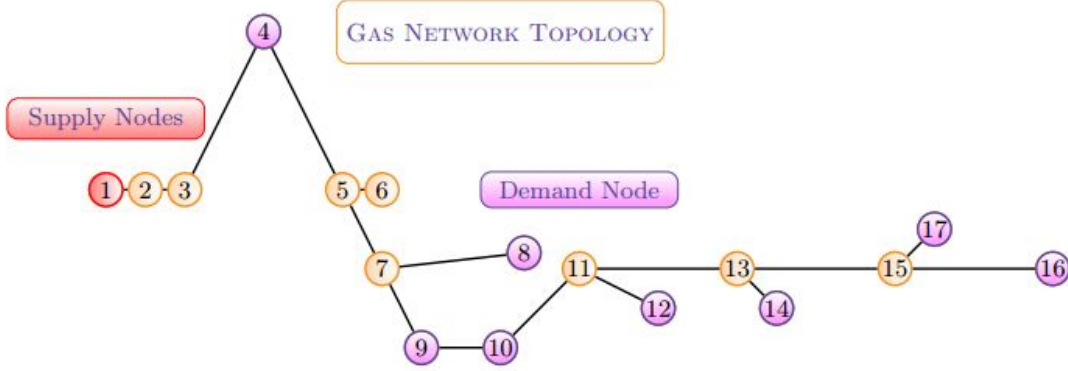 4
GAS NETWORK TOPOLOGY
Supply Nodes
1 2 3 5 6
Demand Node
17
8
7 11 13 15 16
12 14
9 10